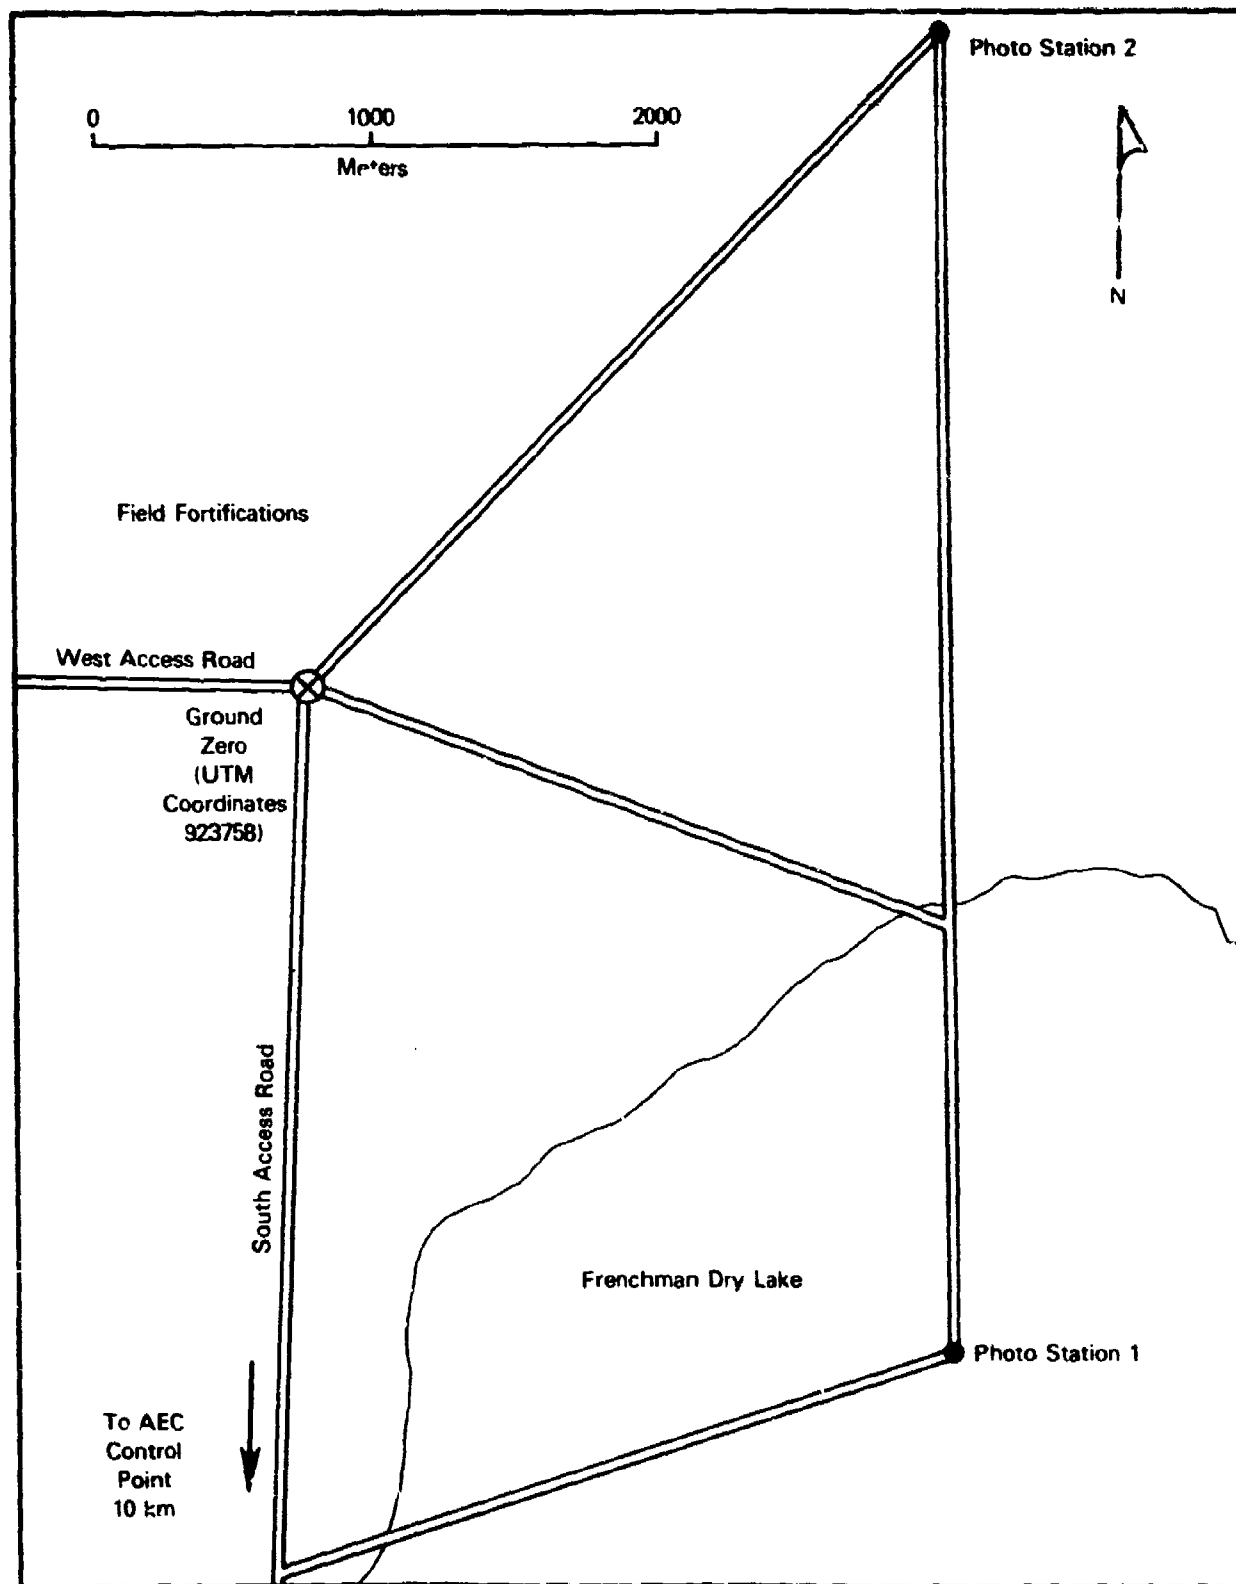 Photo Station 2
0 1000 2000
Meters
N
Field Fortifications
West Access Road
Ground
Zero
(UTM
Coordinates
923758)
South Access Road
Frenchman Dry Lake
Photo Station 1
To AEC
Control
Point
10 km